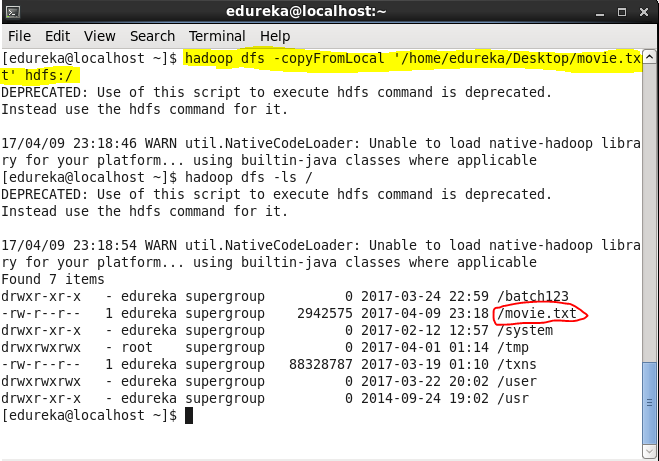 edureka@localhost:~
File Edit View Search Terminal Help
[edureka@localhost ~]$ hadoop dfs -copyFromLocal '/home/edureka/Desktop/movie.tx
t' hdfs:/
DEPRECATED: Use of this script to execute hdfs command is deprecated.
Instead use the hdfs command for it.
17/04/09 23:18:46 WARN util.NativeCodeLoader: Unable to load native-hadoop libra
ry for your platform... using builtin-java classes where applicable
[edureka@localhost ~]$ hadoop dfs -ls /
DEPRECATED: Use of this script to execute hdfs command is deprecated.
Instead use the hdfs command for it.
17/04/09 23:18:54 WARN util.NativeCodeLoader: Unable to load native-hadoop libra
ry for your platform... using builtin-java classes where applicable
Found 7 items
drwxr-xr-x   - edureka supergroup          0 2017-03-24 22:59 /batch123
-rw-r--r--   1 edureka supergroup    2942575 2017-04-09 23:18 /movie.txt
drwxr-xr-x   - edureka supergroup          0 2017-02-12 12:57 /system
drwxrwxrwx   - root    supergroup          0 2017-04-01 01:14 /tmp
-rw-r--r--   1 edureka supergroup   88328787 2017-03-19 01:10 /txns
drwxrwxrwx   - edureka supergroup          0 2017-03-22 20:02 /user
drwxr-xr-x   - edureka supergroup          0 2014-09-24 19:02 /usr
[edureka@localhost ~]$